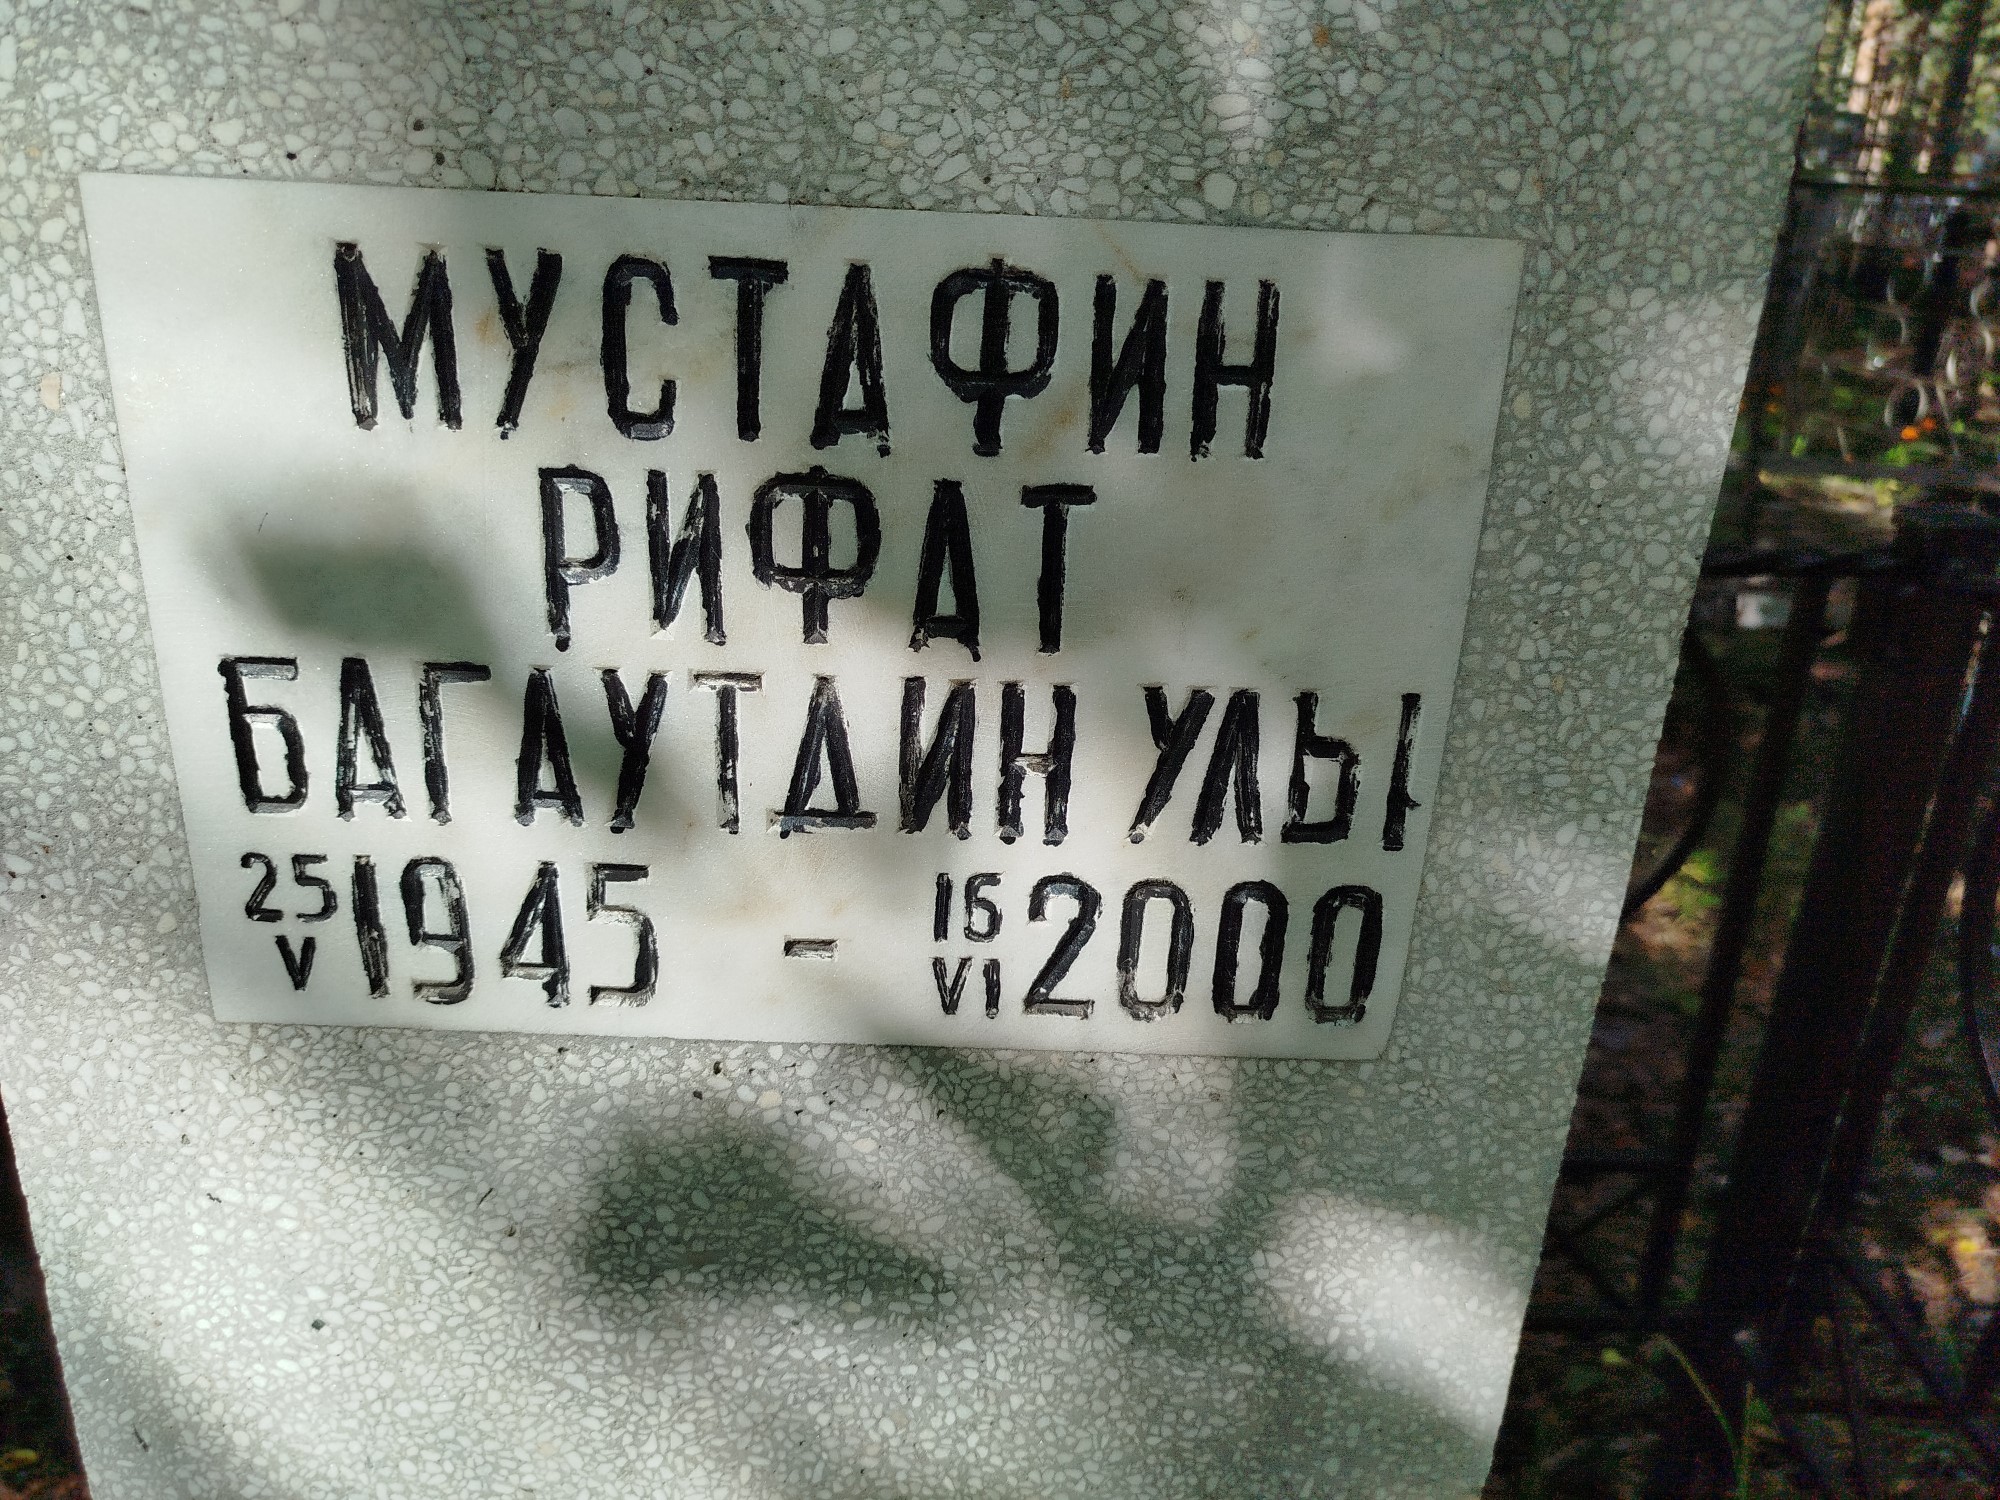 МУСТАФИН
РИФАТ
БАГАУТДИН УЛЫ
25/V 1945 - 16/VI 2000